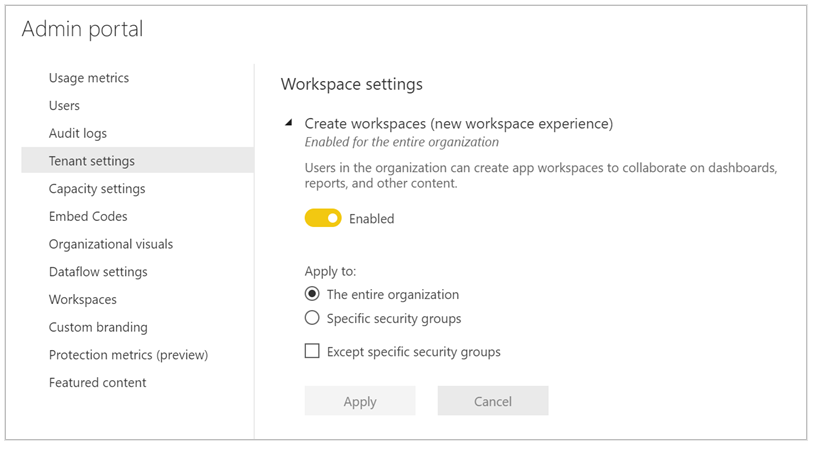 Admin portal
Usage metrics
Users
Audit logs
Tenant settings
Capacity settings
Embed Codes
Organizational visuals
Dataflow settings
Workspaces
Custom branding
Protection metrics (preview)
Featured content
Workspace settings
Create workspaces (new workspace experience)
Enabled for the entire organization
Users in the organization can create app workspaces to collaborate on dashboards,
reports, and other content.
Enabled
Apply to:
The entire organization
Specific security groups
Except specific security groups
Apply
Cancel